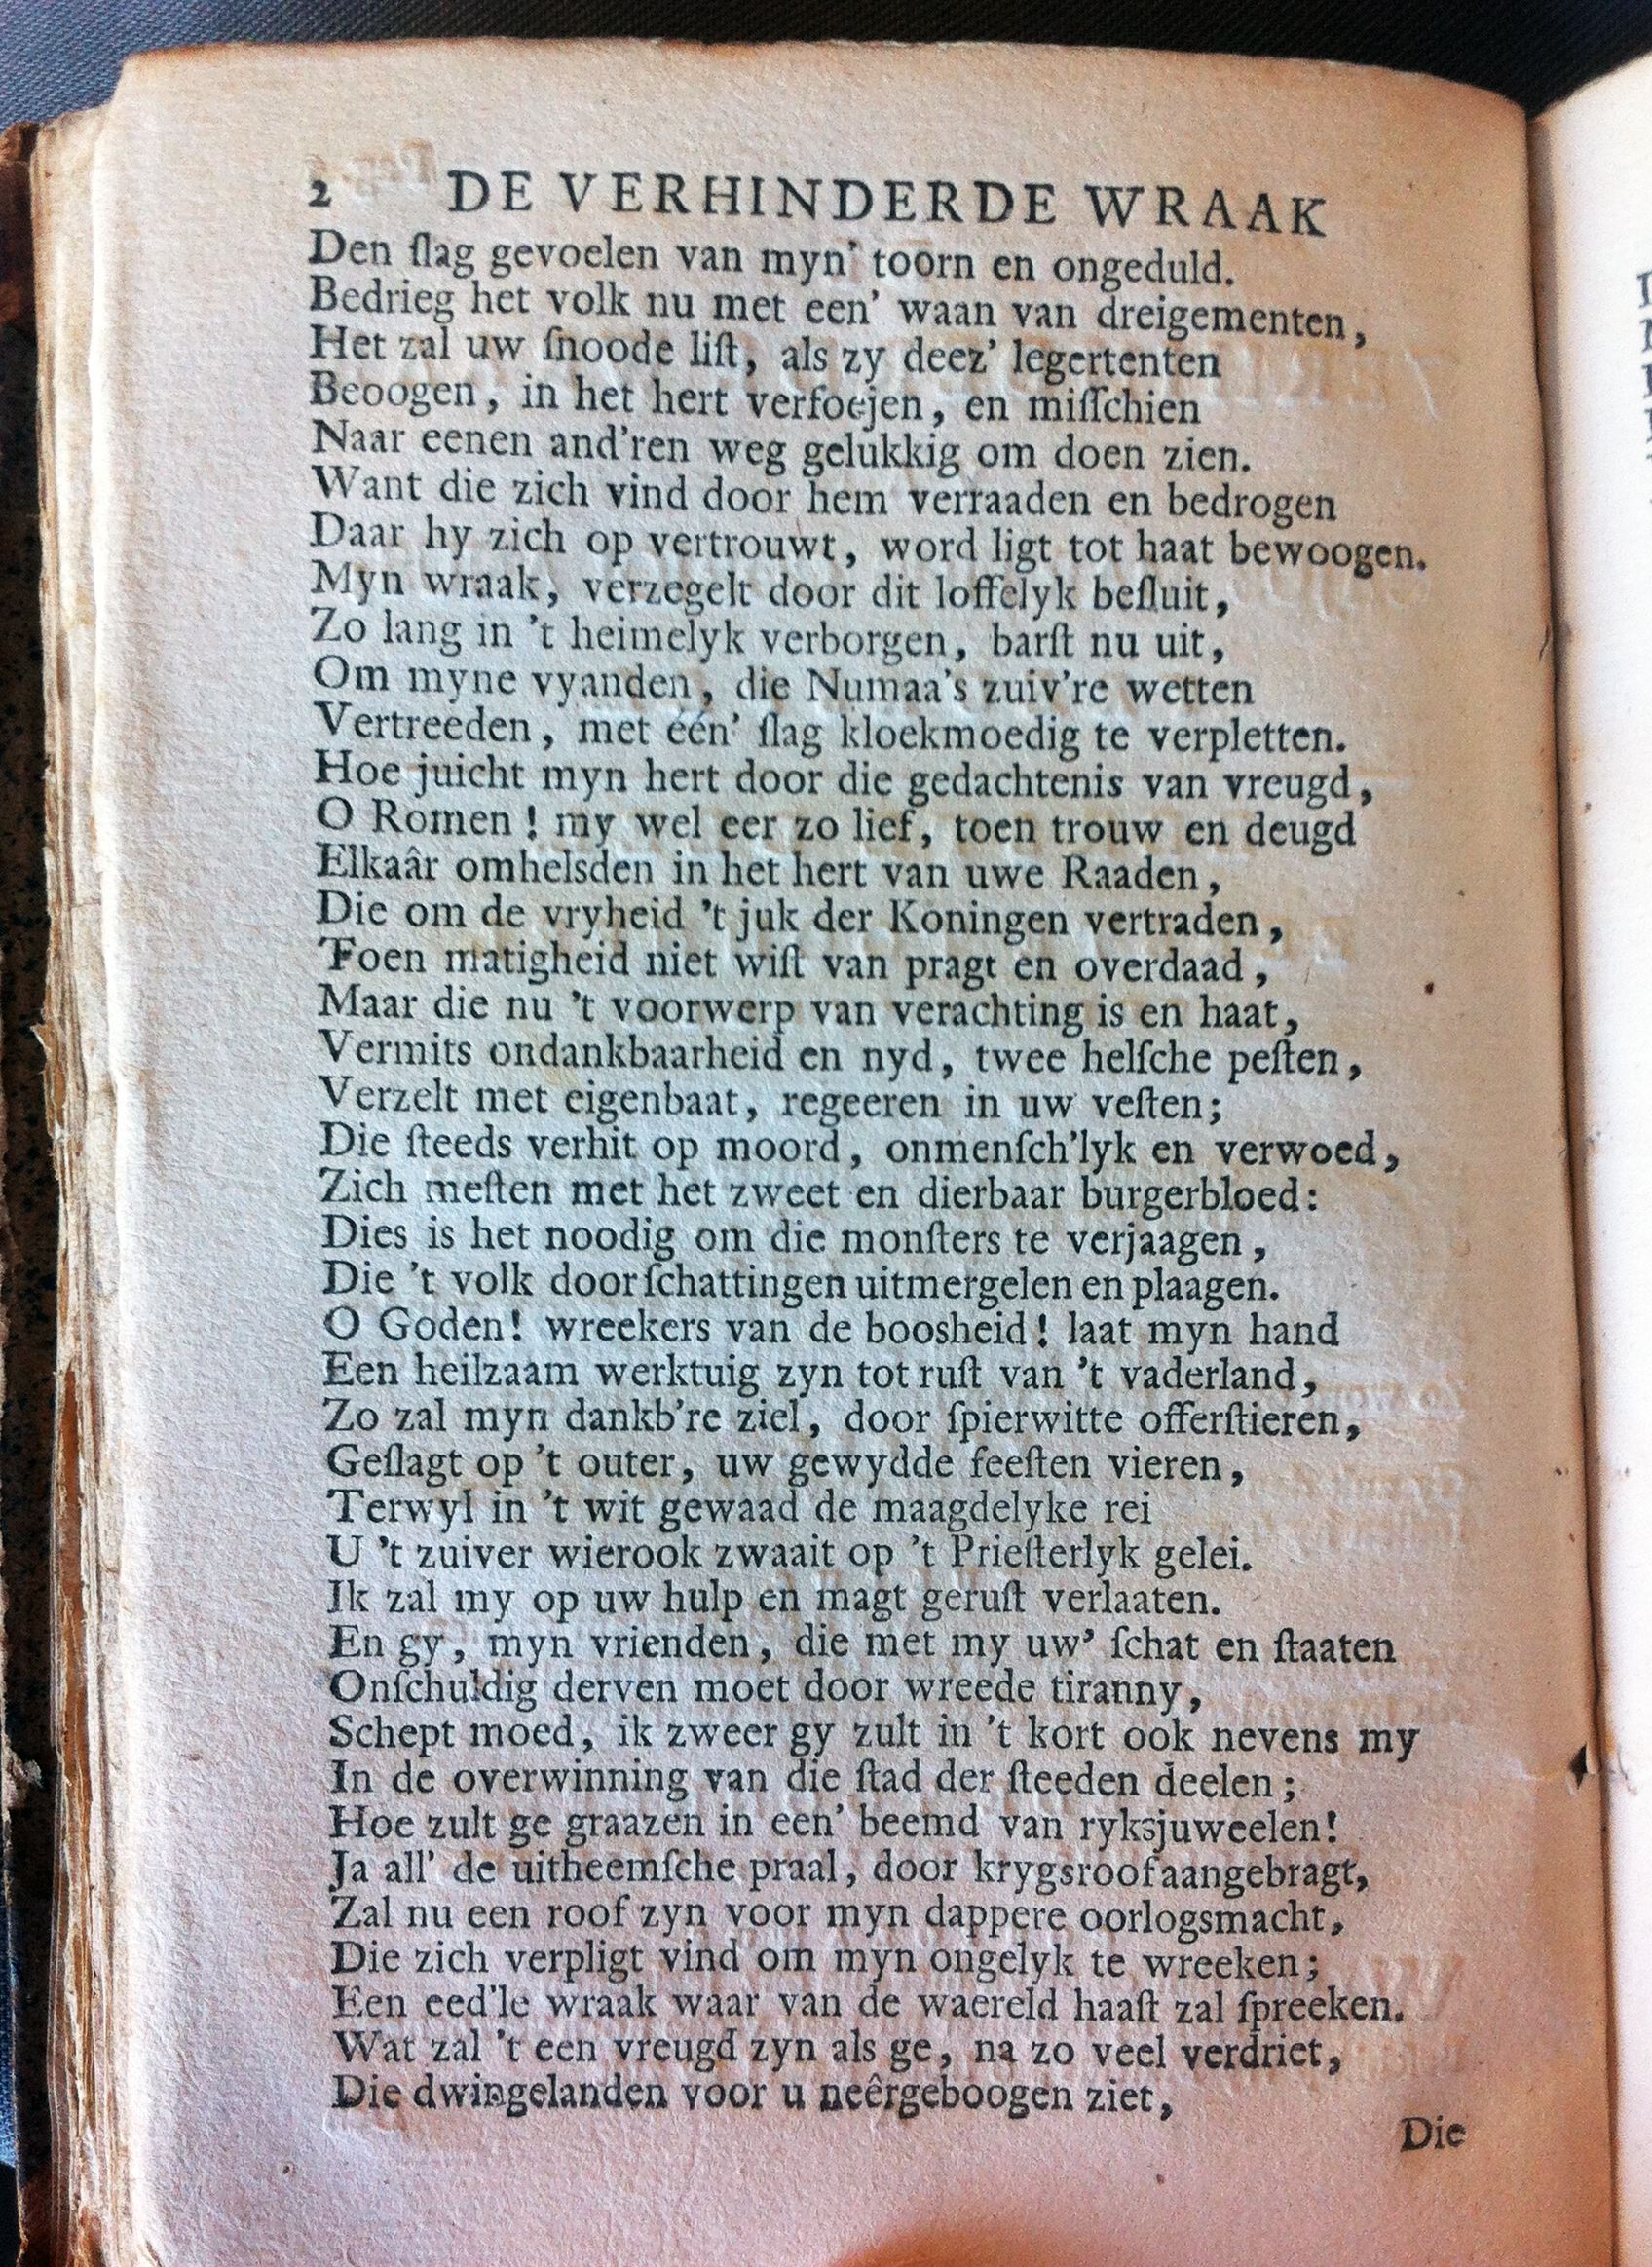 2 DE VERHINDERDE WRAAK
Den ſlag gevoelen van myn' toorn en ongeduld.
Bedrieg het volk nu met een' waan van dreigementen,
Het zal uw ſnoode liſt, als zy deez' legertenten
Beoogen, in het hert verfoejen, en miſſchien
Naar eenen and'ren weg gelukkig om doen zien.
Want die zich vind door hem verraaden en bedrogen
Daar hy zich op vertrouwt, word ligt tot haat bewoogen.
Myn wraak, verzegelt door dit loffelyk beſluit,
Zo lang in 't heimelyk verborgen, barſt nu uit,
Om myne vyanden, die Numaa's zuiv're wetten
Vertreeden, met één' ſlag kloekmoedig te verpletten.
Hoe juicht myn hert door die gedachtenis van vreugd,
O Romen! my wel eer zo lief, toen trouw en deugd
Elkaâr omhelsden in het hert van uwe Raaden,
Die om de vryheid 't juk der Koningen vertraden,
Toen matigheid niet wiſt van pragt en overdaad,
Maar die nu 't voorwerp van verachting is en haat,
Vermits ondankbaarheid en nyd, twee helſche peſten,
Verzelt met eigenbaat, regeeren in uw veſten;
Die ſteeds verhit op moord, onmenſch'lyk en verwoed,
Zich meſten met het zweet en dierbaar burgerbloed:
Dies is het noodig om die monſters te verjaagen,
Die 't volk door ſchattingen uitmergelen en plaagen.
O Goden! wreekers van de boosheid! laat myn hand
Een heilzaam werktuig zyn tot ruſt van 't vaderland,
Zo zal myn dankb're ziel, door ſpierwitte offerſtieren,
Geſlagt op 't outer, uw gewydde feeſten vieren,
Terwyl in 't wit gewaad de maagdelyke rei
U 't zuiver wierook zwaait op 't Prieſterlyk gelei.
Ik zal my op uw hulp en magt geruſt verlaaten.
En gy, myn vrienden, die met my uw' ſchat en ſtaaten
Onſchuldig derven moet door wreede tiranny,
Schept moed, ik zweer gy zult in 't kort ook nevens my
In de overwinning van die ſtad der ſteeden deelen;
Hoe zult ge graazen in een' beemd van ryksjuweelen!
Ja all' de uitheemſche praal, door krygsroof aangebragt,
Zal nu een roof zyn voor myn dappere oorlogsmacht,
Die zich verpligt vind om myn ongelyk te wreeken;
Een eed'le wraak waar van de waereld haaſt zal ſpreeken.
Wat zal 't een vreugd zyn als ge, na zo veel verdriet,
Die dwingelanden voor u neêrgeboogen ziet,
Die